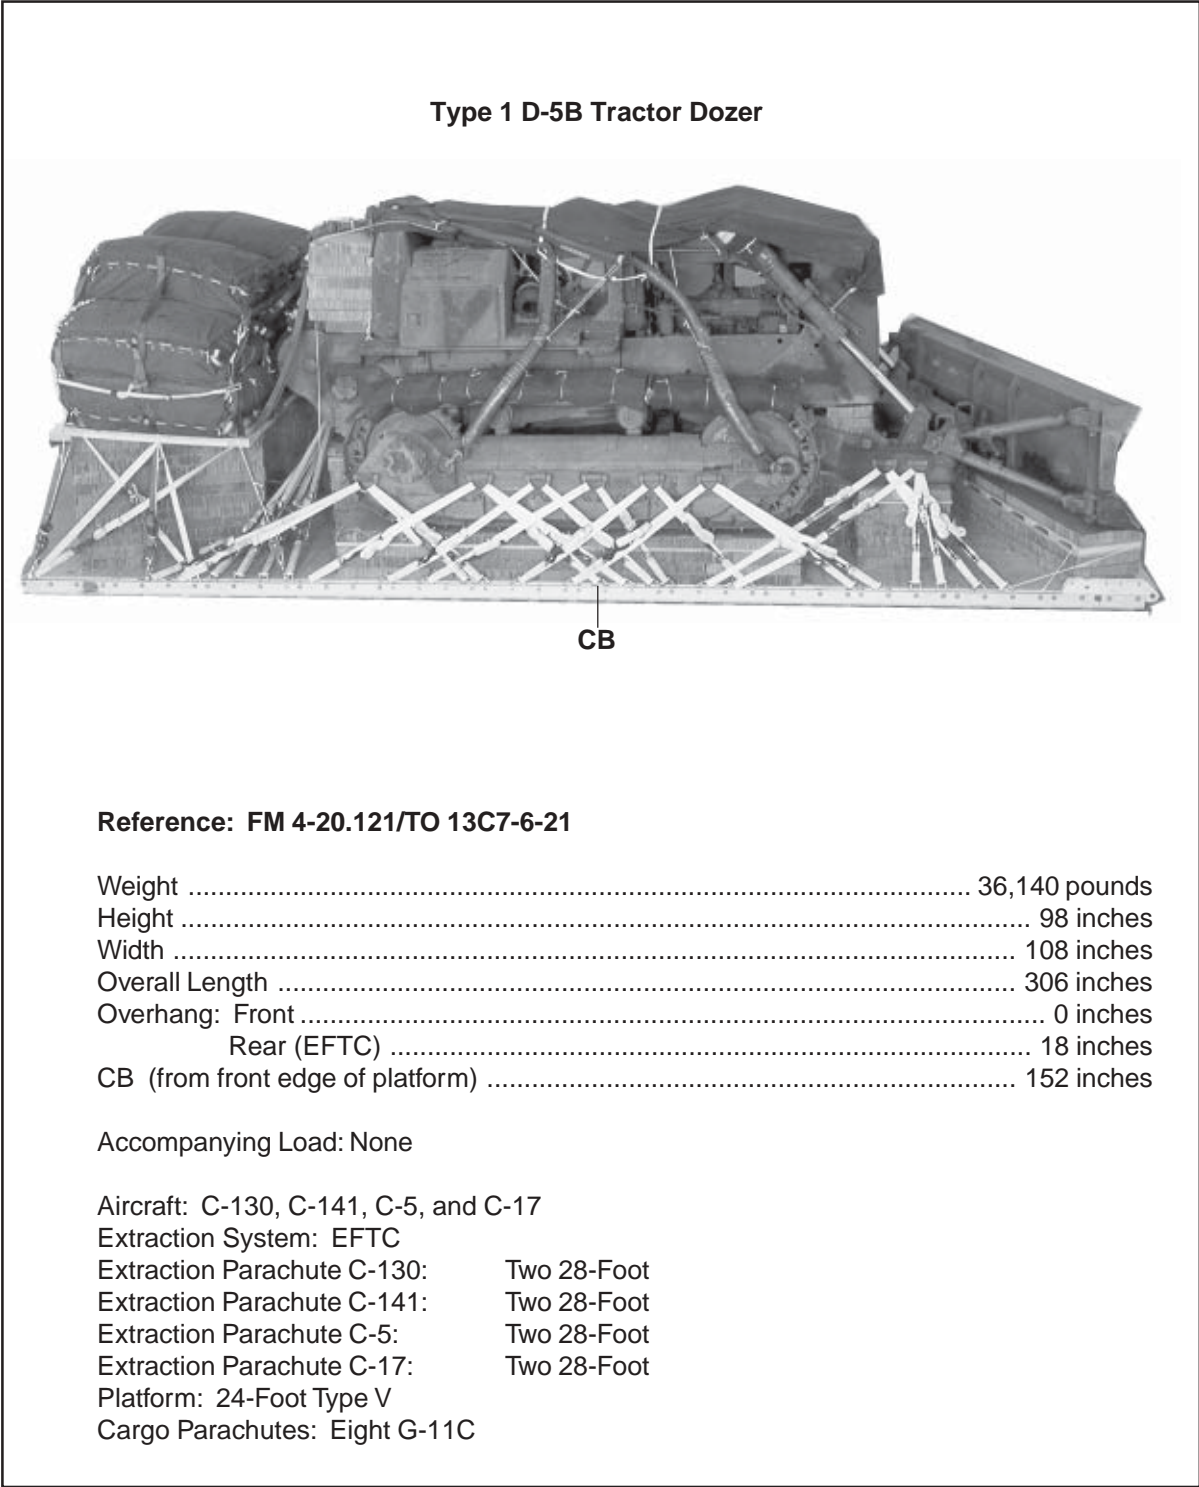 Type 1 D-5B Tractor Dozer
CB
Reference: FM 4-20.121/TO 13C7-6-21
Weight ........................................................................................................ 36,140 pounds
Height ................................................................................................................. 98 inches
Width ................................................................................................................ 108 inches
Overall Length .................................................................................................. 306 inches
Overhang: Front .................................................................................................... 0 inches
Rear (EFTC) ...................................................................................... 18 inches
CB (from front edge of platform) ....................................................................... 152 inches
Accompanying Load: None
Aircraft: C-130, C-141, C-5, and C-17
Extraction System: EFTC
Extraction Parachute C-130: Two 28-Foot
Extraction Parachute C-141: Two 28-Foot
Extraction Parachute C-5: Two 28-Foot
Extraction Parachute C-17: Two 28-Foot
Platform: 24-Foot Type V
Cargo Parachutes: Eight G-11C